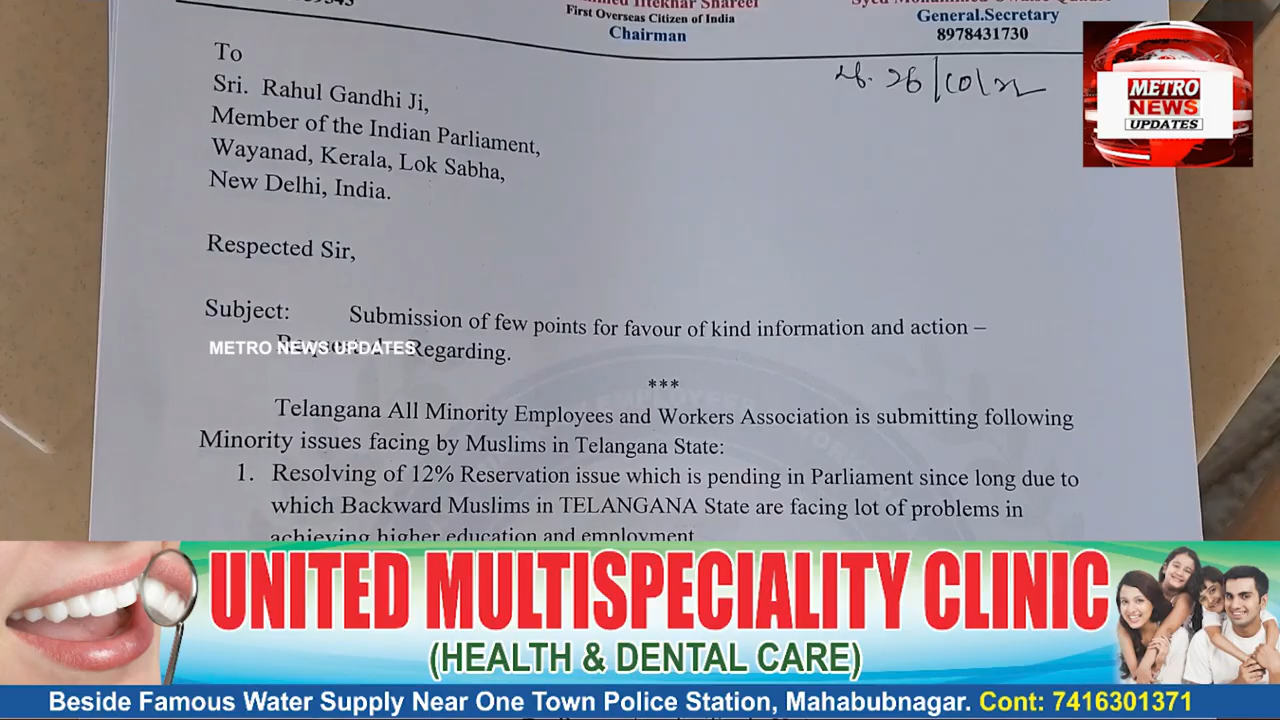 First Overseas Citizen of India
Chairman
General.Secretary
8978431730
To
Sri. Rahul Gandhi Ji,
Member of the Indian Parliament,
Wayanad, Kerala, Lok Sabha,
New Delhi, India.
METRO
NEWS
UPDATES
Respected Sir,
Subject: Submission of few points for favour of kind information and action –
Regarding.
METRO NEWS UPDATES
***
Telangana All Minority Employees and Workers Association is submitting following
Minority issues facing by Muslims in Telangana State:
1. Resolving of 12% Reservation issue which is pending in Parliament since long due to
which Backward Muslims in TELANGANA State are facing lot of problems in
achieving higher education and employment
UNITED MULTISPECIALITY CLINIC
(HEALTH & DENTAL CARE)
Beside Famous Water Supply Near One Town Police Station, Mahabubnagar. Cont: 7416301371